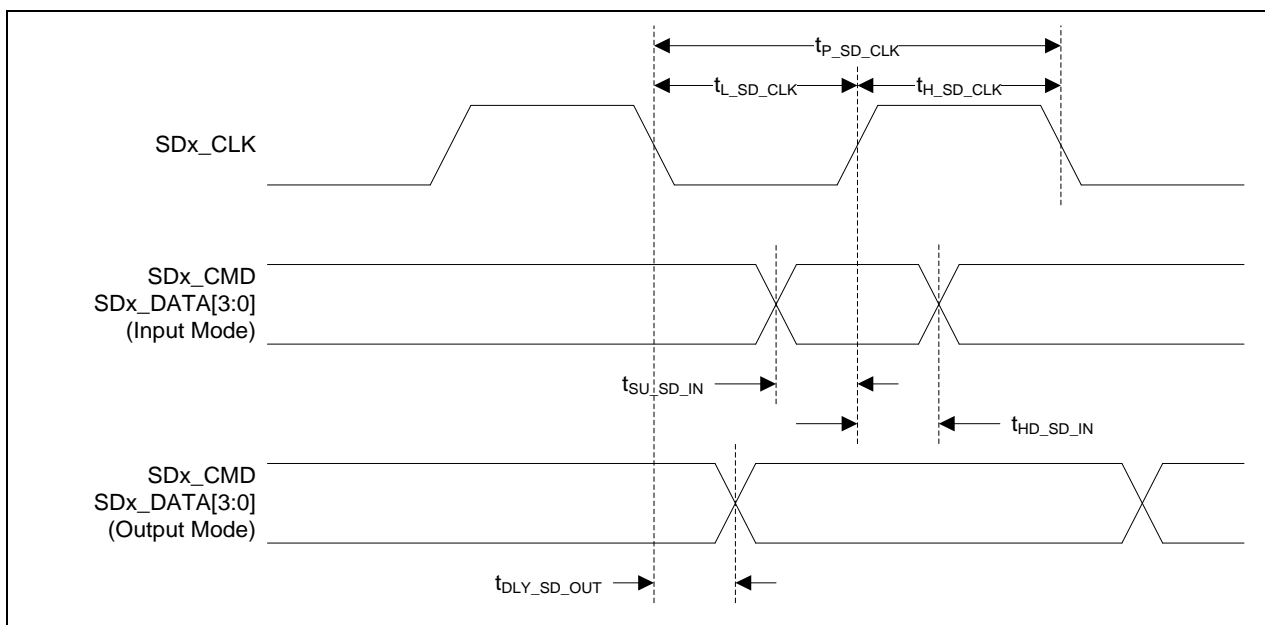 tP_SD_CLK
tL_SD_CLK
tH_SD_CLK
SDx_CLK
SDx_CMD
SDx_DATA[3:0]
(Input Mode)
tSU_SD_IN
tHD_SD_IN
SDx_CMD
SDx_DATA[3:0]
(Output Mode)
tDLY_SD_OUT